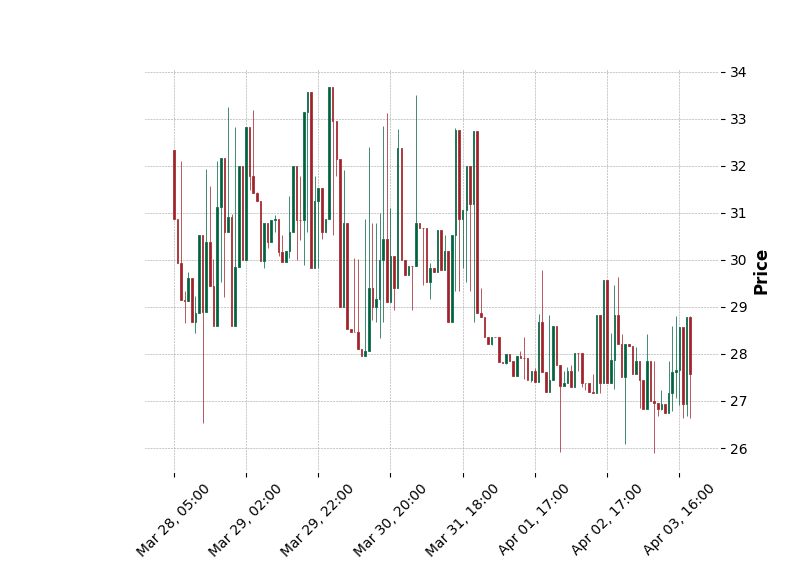 34
33
32
31
30
29
28
27
26
Price
Mar 28, 05:00
Mar 29, 02:00
Mar 29, 22:00
Mar 30, 20:00
Mar 31, 18:00
Apr 01, 17:00
Apr 02, 17:00
Apr 03, 16:00